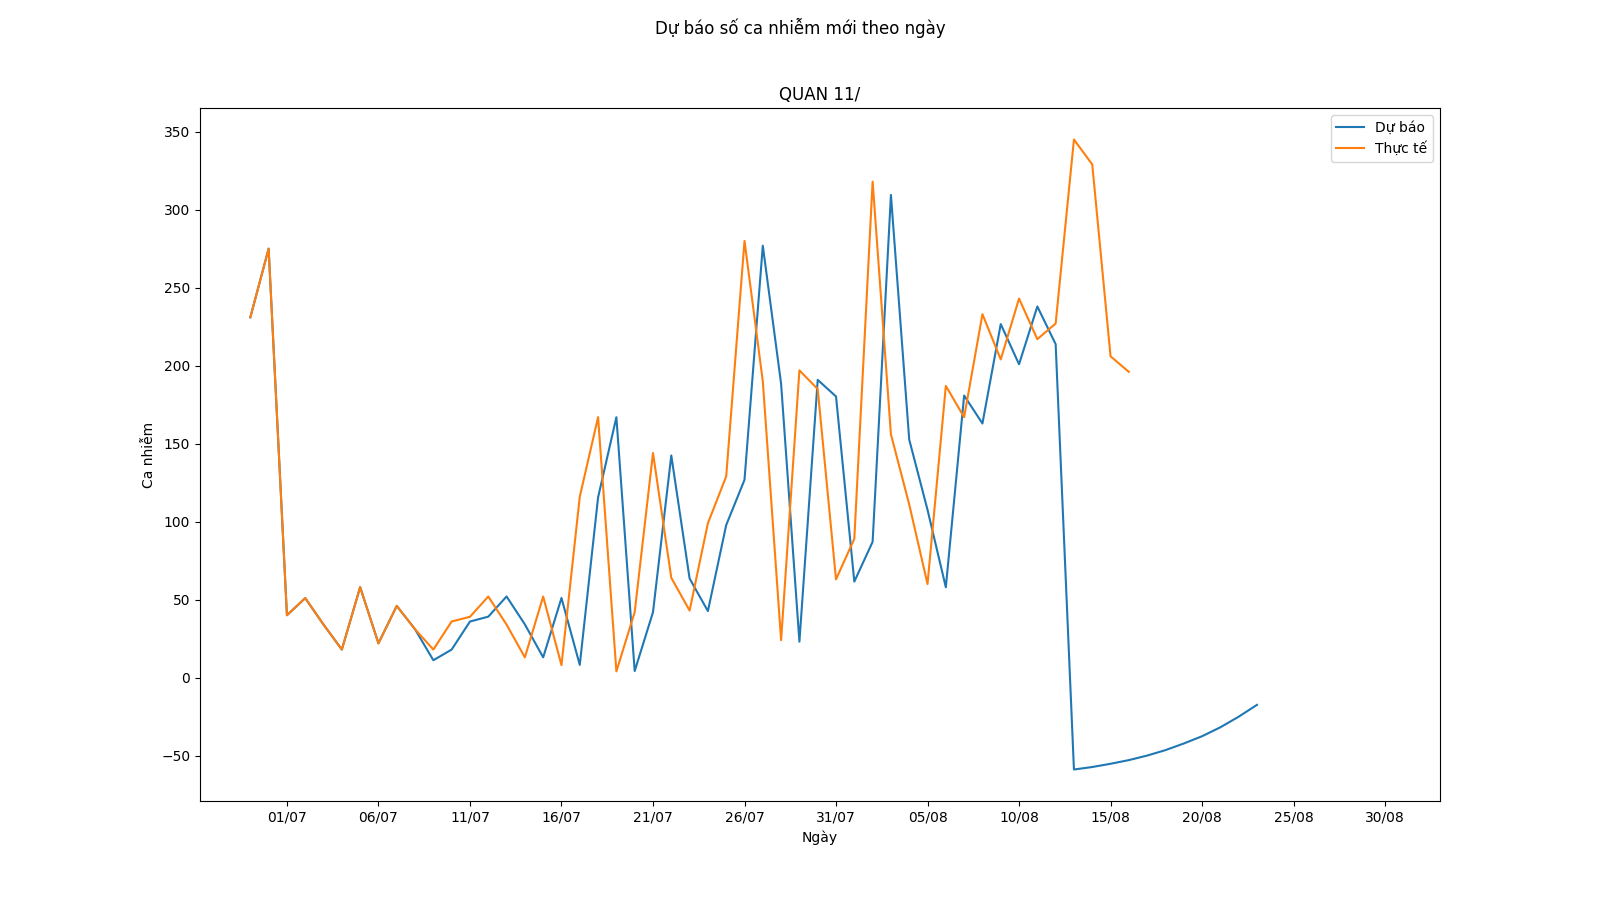 Dự báo số ca nhiễm mới theo ngày
QUAN 11/
Dự báo
Thực tế
350
300
250
200
150
100
50
0
−50
Ca nhiễm
01/07 06/07 11/07 16/07 21/07 26/07 31/07 05/08 10/08 15/08 20/08 25/08 30/08
Ngày